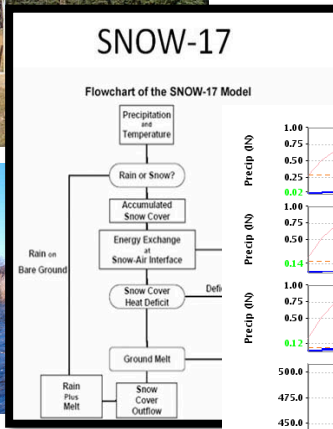 SNOW-17
Flowchart of the SNOW-17 Model
Precipitation
and
Temperature
Rain or Snow?
Accumulated
Snow Cover
Energy Exchange
at
Snow-Air Interface
Rain on
Bare Ground
Snow Cover
Heat Deficit
Defi
Ground Melt
Rain
Plus
Melt
Snow
Cover
Outflow
Precip (IN)
1.00
0.75
0.50
0.25
0.02
Precip (IN)
1.00
0.75
0.50
0.14
Precip (IN)
1.00
0.75
0.50
0.12
500.0
475.0
450.0